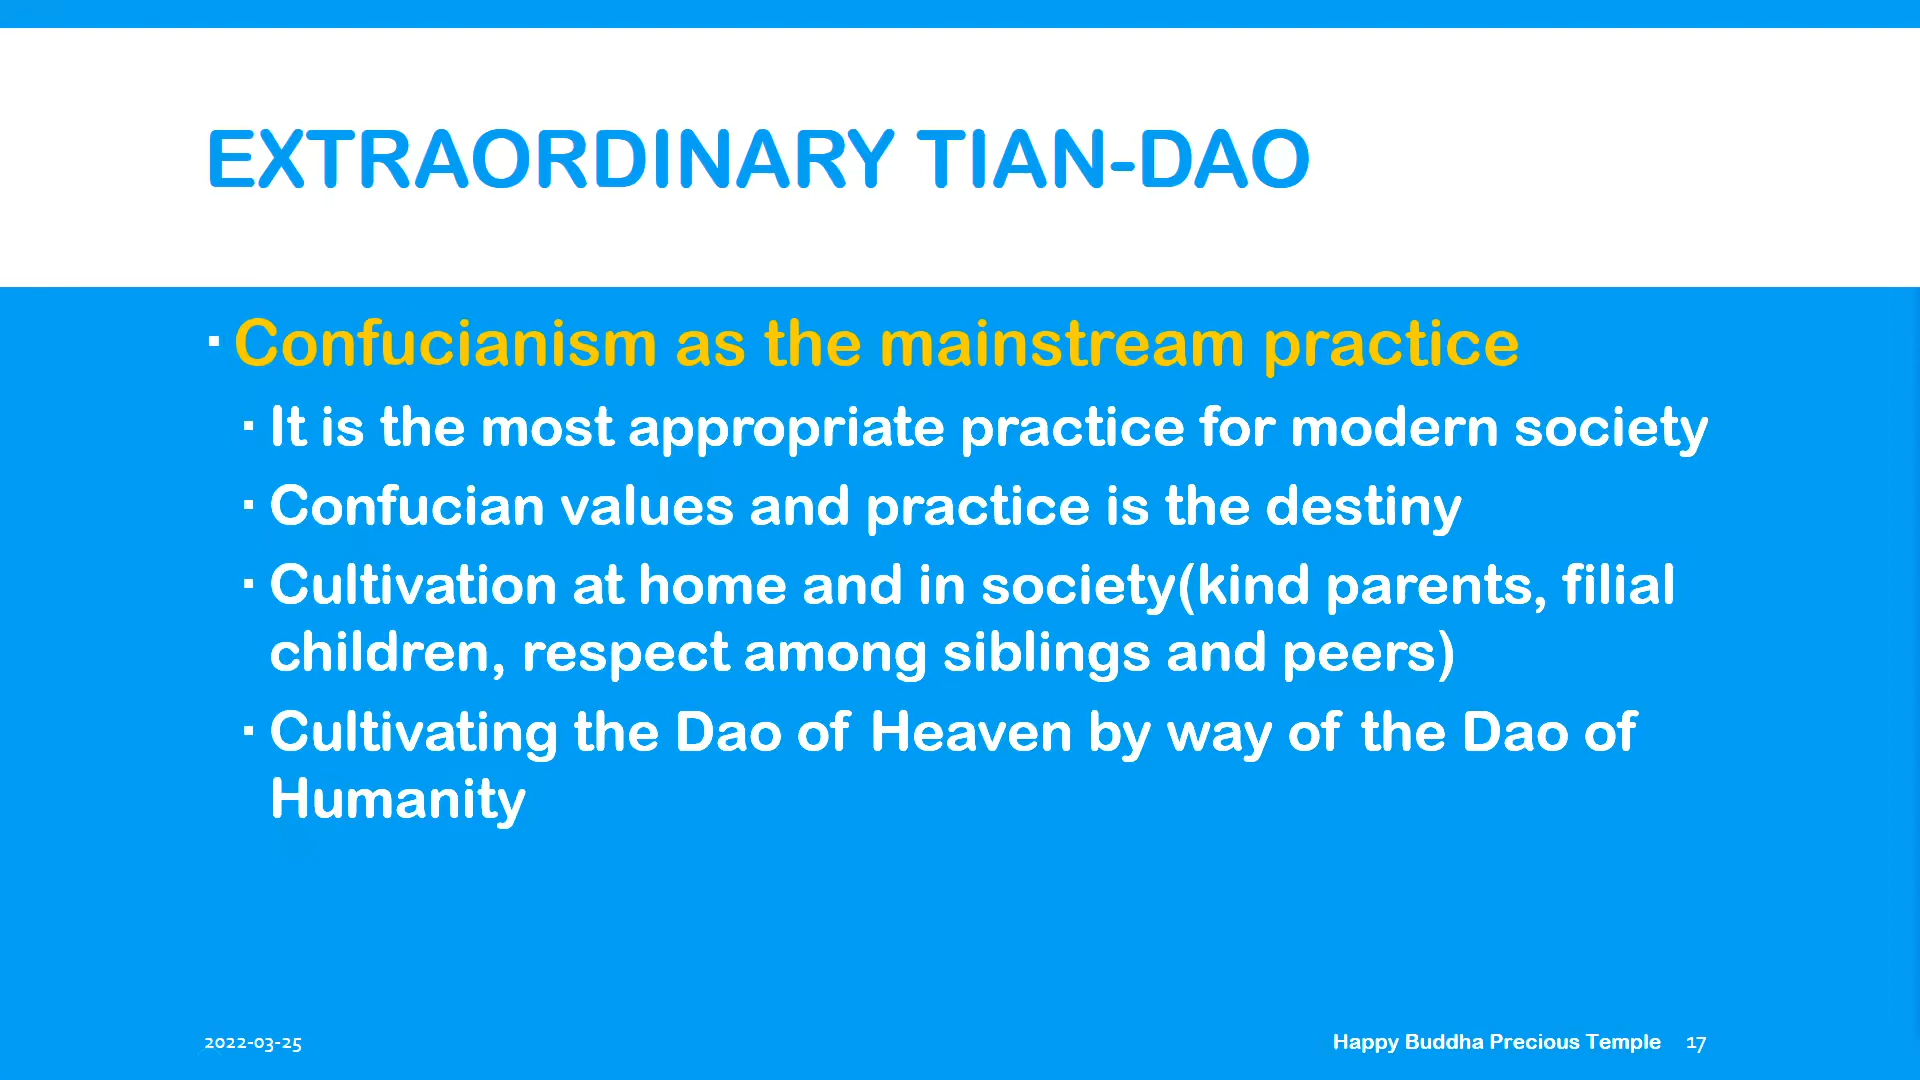 EXTRAORDINARY TIAN-DAO
Confucianism as the mainstream practice
It is the most appropriate practice for modern society
Confucian values and practice is the destiny
Cultivation at home and in society(kind parents, filial
children, respect among siblings and peers)
Cultivating the Dao of Heaven by way of the Dao of
Humanity
2022-03-25
Happy Buddha Precious Temple 17